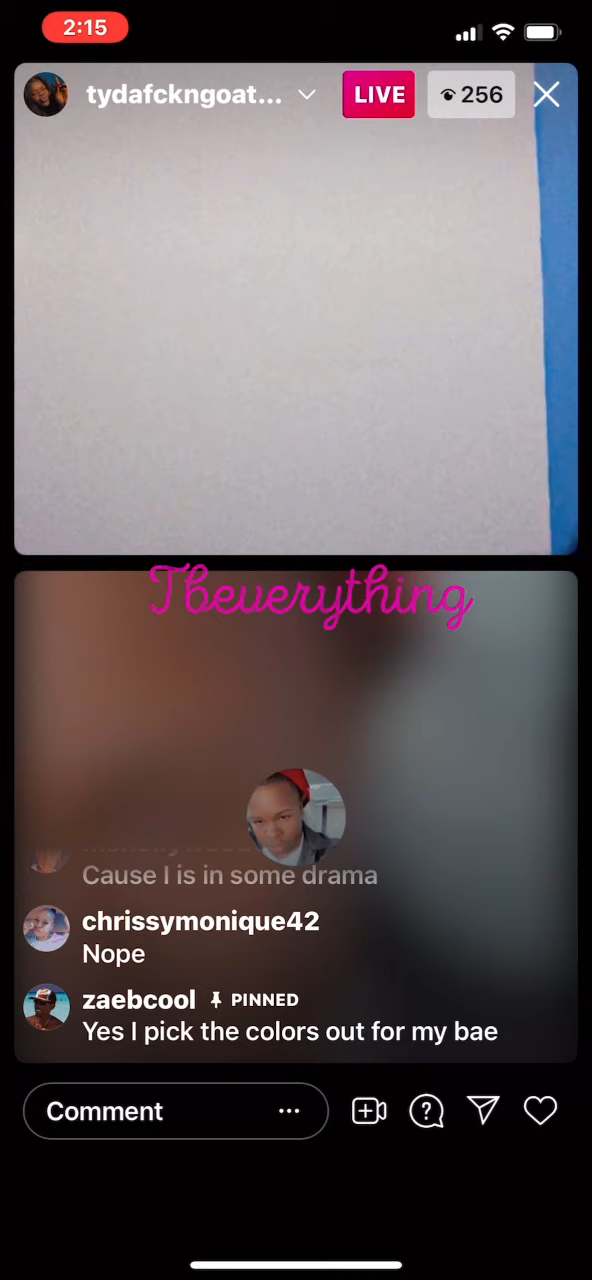 2:15
tydafckngoat...
LIVE
256
Tbeverything
Cause I is in some drama
chrissymonique42
Nope
zaebcool PINNED
Yes I pick the colors out for my bae
Comment ...